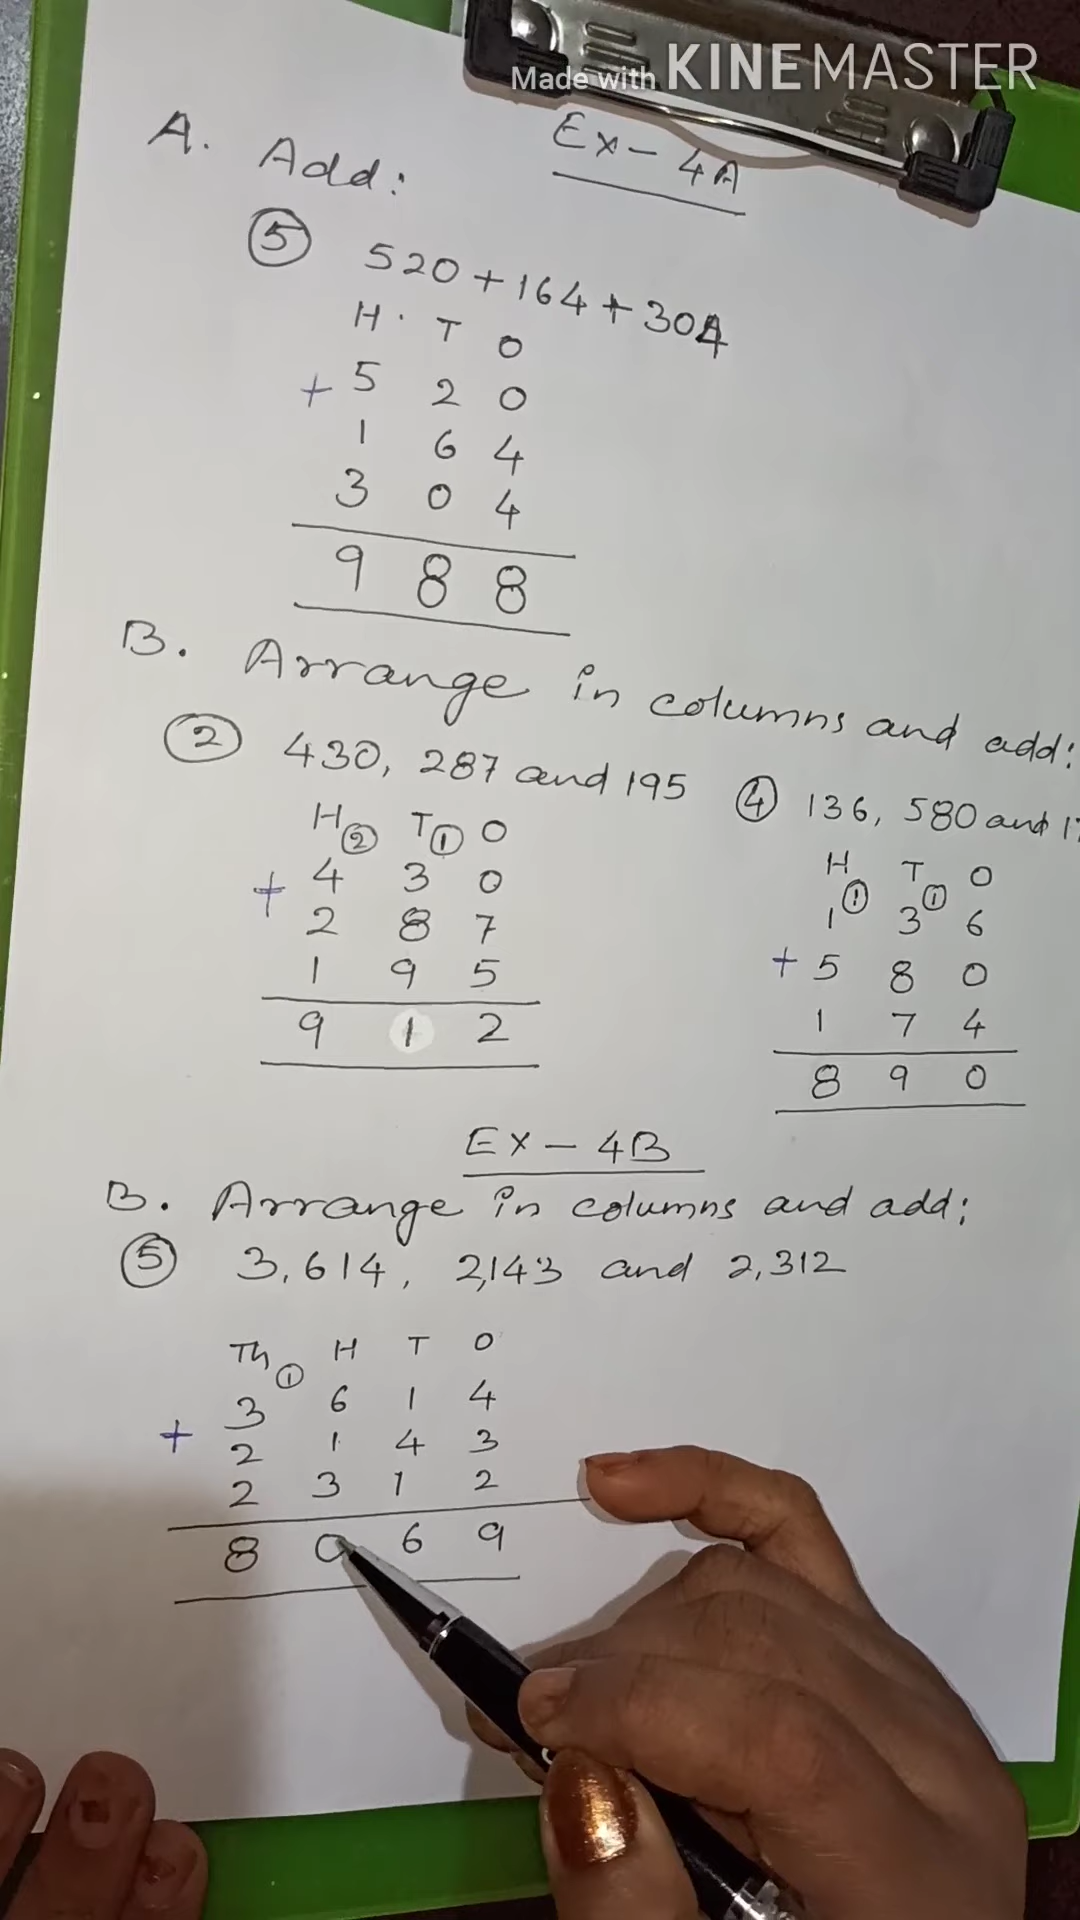 Made with KINEMASTER
Ex - 4A
A. Add:
5 520 + 164 + 304
H. T O
+ 5 2 0
1 6 4
3 0 4
9 8 8
B. Arrange in columns and add:
2 430, 287 and 195
H 2 T 1 O
+ 4 3 0
2 8 7
1 9 5
9 1 2
4 136, 580 and 17
H T O
1 1
1 3 6
+ 5 8 0
1 7 4
8 9 0
Ex - 4B
B. Arrange in columns and add:
5 3,614, 2,143 and 2,312
Th H T O
1
3 6 1 4
+ 2 1 4 3
2 3 1 2
8 0 6 9